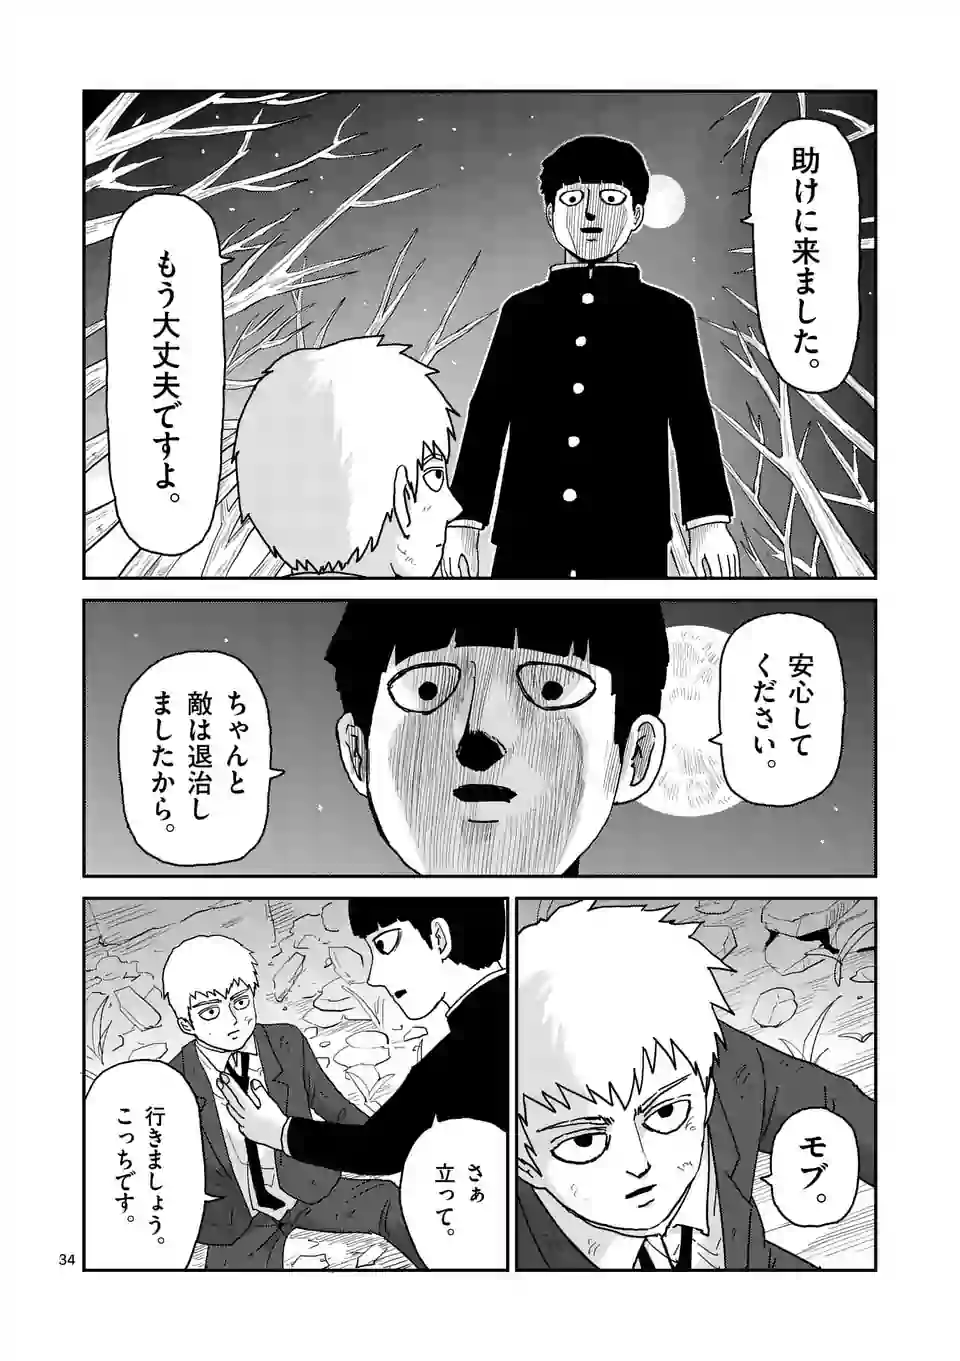 助けに来ました。
もう大丈夫ですよ。
安心して
ください。
ちゃんと
敵は退治し
ましたから。
モブ。
さぁ
立って。
行きましょう。
こっちです。
34